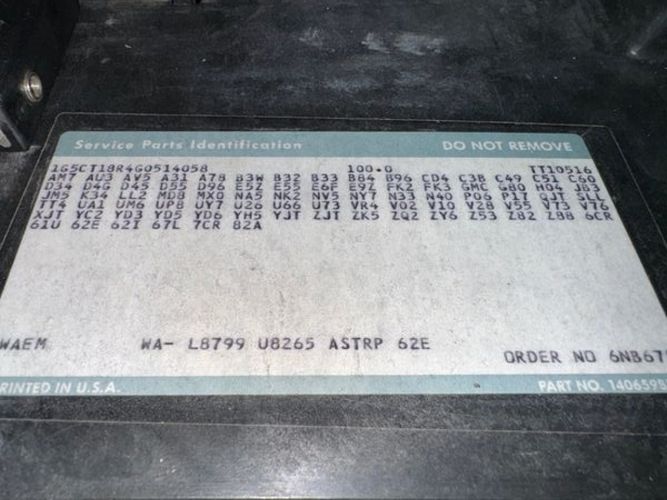 Service Parts Identification DO NOT REMOVE
1G5CT18R4G0514058 100.0 TT10516
AM7 AU3 AV5 A31 A78 B3W B32 B33 B84 B96 CD4 C3B C49 C51 C60
D34 D4G D45 D55 D96 E5Z E55 E6F E9Z FK2 FK3 GMC G80 H04 J83
JM5 K34 LL2 MD8 MX0 NA5 NK2 NV5 NY7 N33 N40 P06 P17 QJT SLL
TT4 UA1 UM6 UP8 UY7 U26 U66 U73 VR4 V02 V10 V28 V55 V73 VT6
XJT YC2 YD3 YD5 YD6 YH5 YJT ZJT ZK5 ZQ2 ZY6 Z53 Z82 Z88 6CR
61U 62E 62I 67L 7CR 82A
WAEM WA- L8799 U8265 ASTRP 62E
ORDER NO 6NB67
PRINTED IN U.S.A. PART NO. 1406598